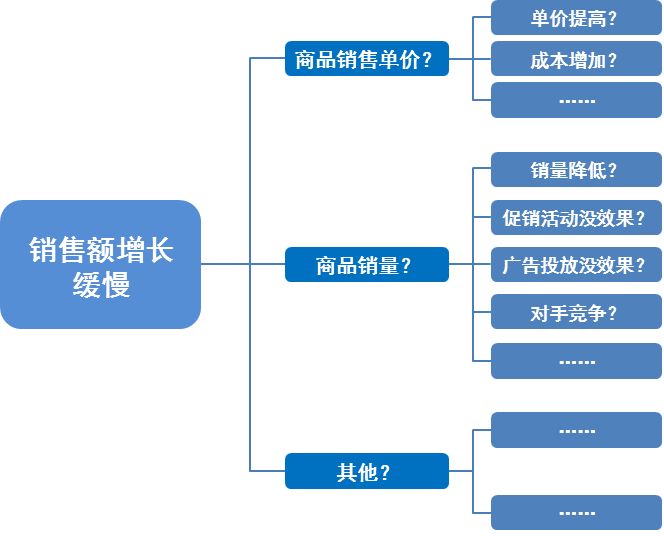 单价提高？
商品销售单价？
成本增加？
……
销量降低？
促销活动没效果？
销售额增长
缓慢
商品销量？
广告投放没效果？
对手竞争？
……
……
其他？
……